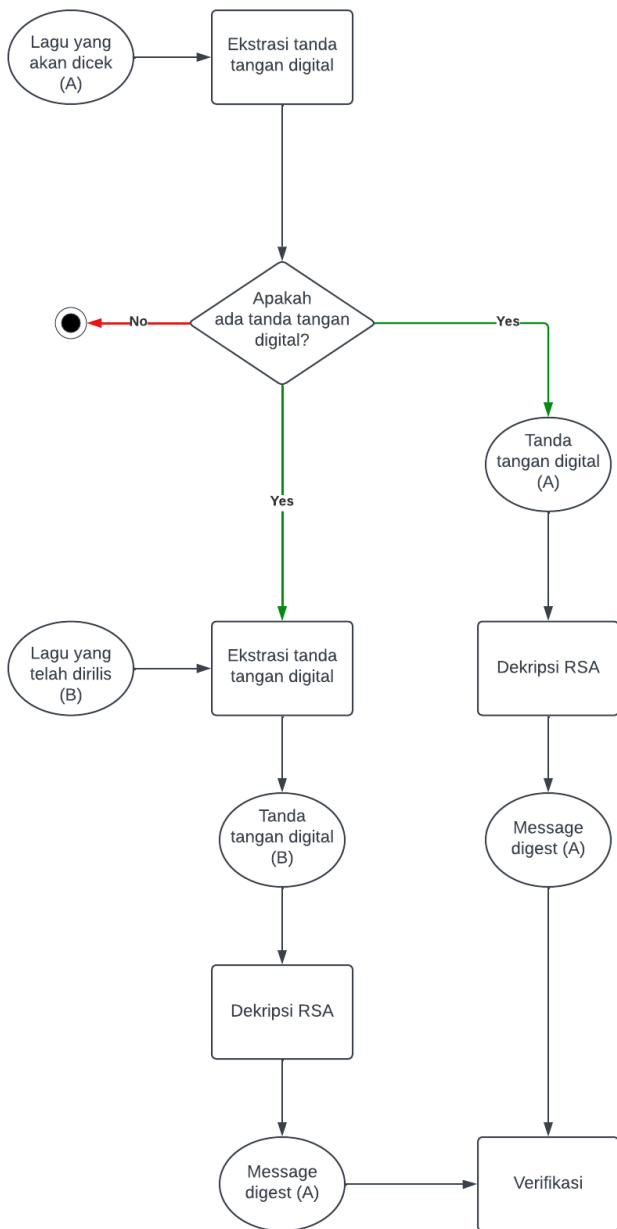 Lagu yang
akan dicek
(A)
Ekstrasi tanda
tangan digital
Apakah
ada tanda tangan
digital?
No
Yes
Tanda
tangan digital
(A)
Yes
Lagu yang
telah dirilis
(B)
Ekstrasi tanda
tangan digital
Dekripsi RSA
Tanda
tangan digital
(B)
Message
digest (A)
Dekripsi RSA
Message
digest (A)
Verifikasi